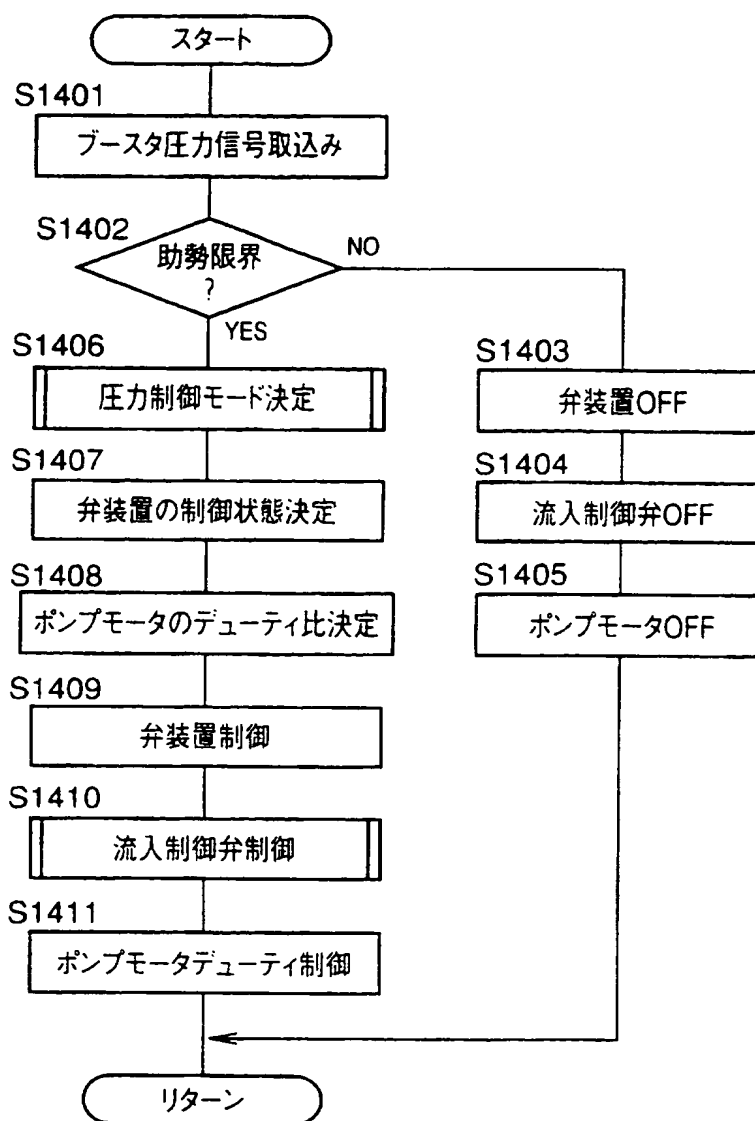 スタート
S1401
ブースタ圧力信号取込み
S1402
助勢限界
?
NO
YES
S1406
圧力制御モード決定
S1407
弁装置の制御状態決定
S1408
ポンプモータのデューティ比決定
S1409
弁装置制御
S1410
流入制御弁制御
S1411
ポンプモータデューティ制御
S1403
弁装置OFF
S1404
流入制御弁OFF
S1405
ポンプモータOFF
リターン